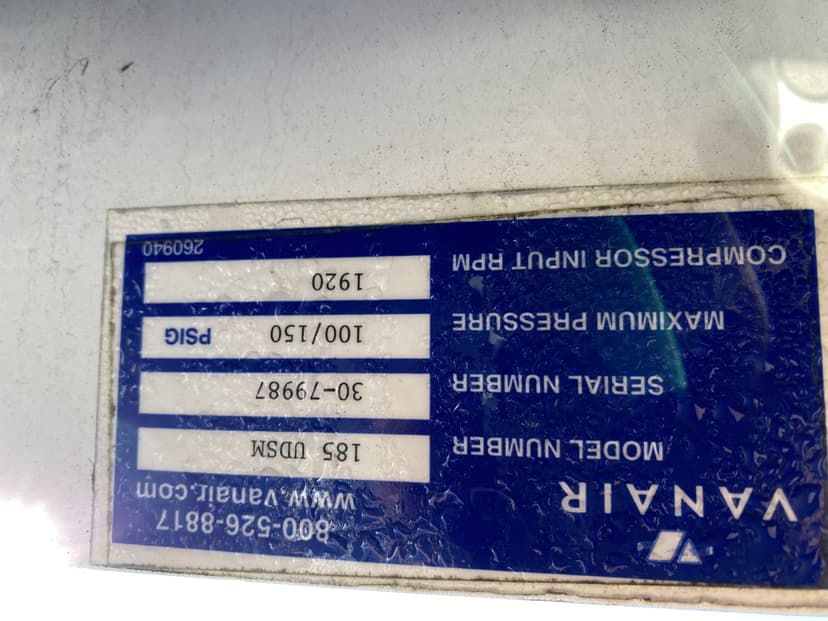 VANAIR
800-526-8817
www.vanair.com
MODEL NUMBER 185 UDSM
SERIAL NUMBER 30-79987
MAXIMUM PRESSURE 100/150 PSIG
COMPRESSOR INPUT RPM 1920
260940